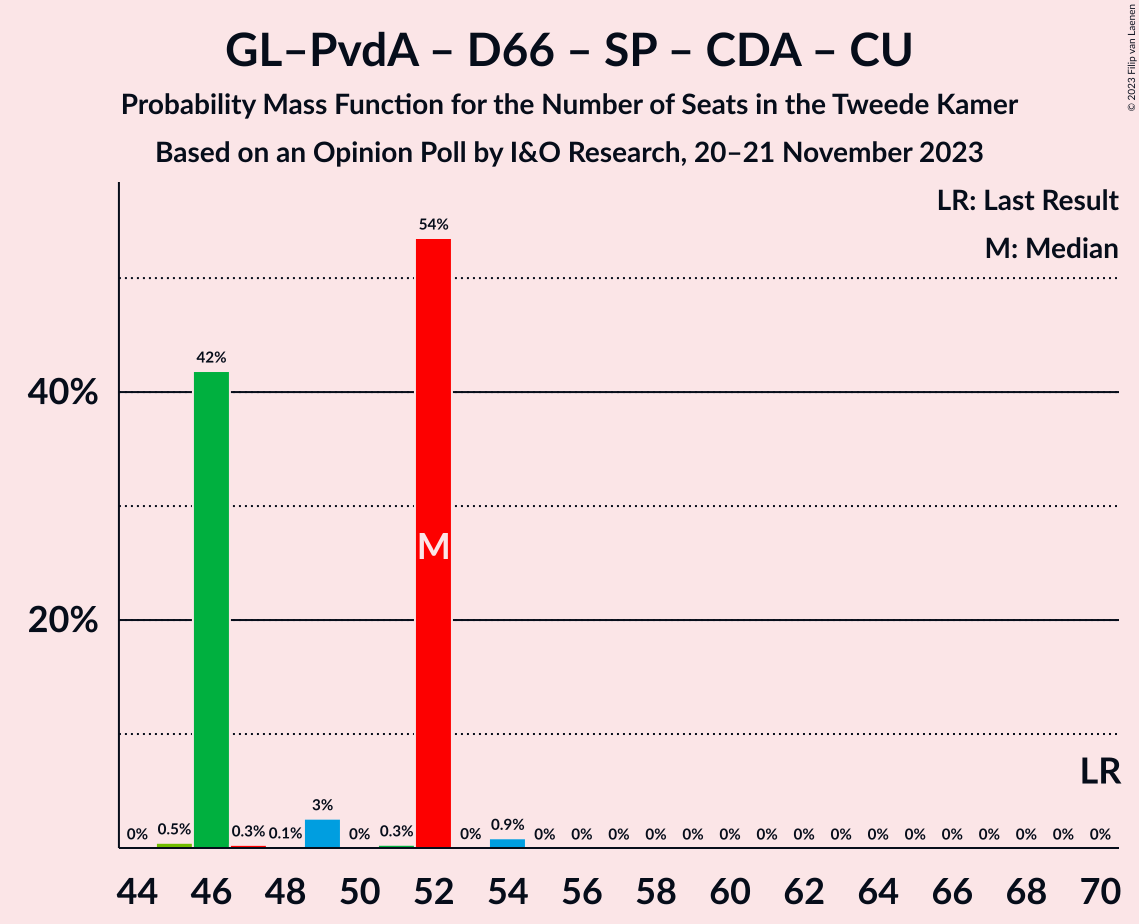 GL–PvdA – D66 – SP – CDA – CU
Probability Mass Function for the Number of Seats in the Tweede Kamer
Based on an Opinion Poll by I&O Research, 20–21 November 2023
© 2023 Filip van Laenen
LR: Last Result
M: Median
54%
42%
40%
M
20%
LR
0% 0.5% 0.3% 0.1% 3% 0% 0.3% 0% 0.9% 0% 0% 0% 0% 0% 0% 0% 0% 0% 0% 0% 0% 0% 0% 0% 0%
44 46 48 50 52 54 56 58 60 62 64 66 68 70